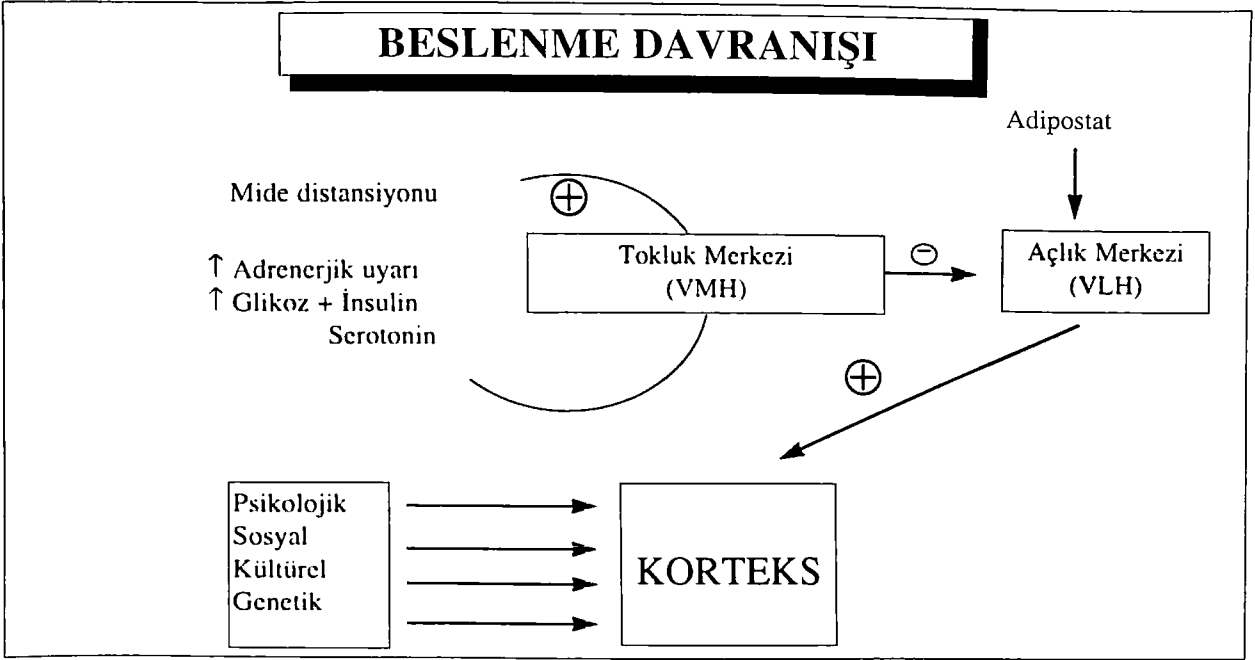 BESLENME DAVRANIŞI
Adipostat
Mide distansiyonu
↑ Adrenerjik uyarı
↑ Glikoz + İnsulin
Serotonin
Tokluk Merkezi
(VMH)
Açlık Merkezi
(VLH)
Psikolojik
Sosyal
Kültürel
Genetik
KORTEKS